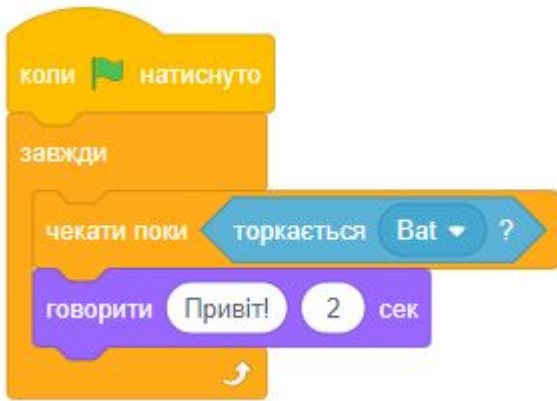 коли натиснуто
завжди
чекати поки торкається Bat ?
говорити Привіт! 2 сек